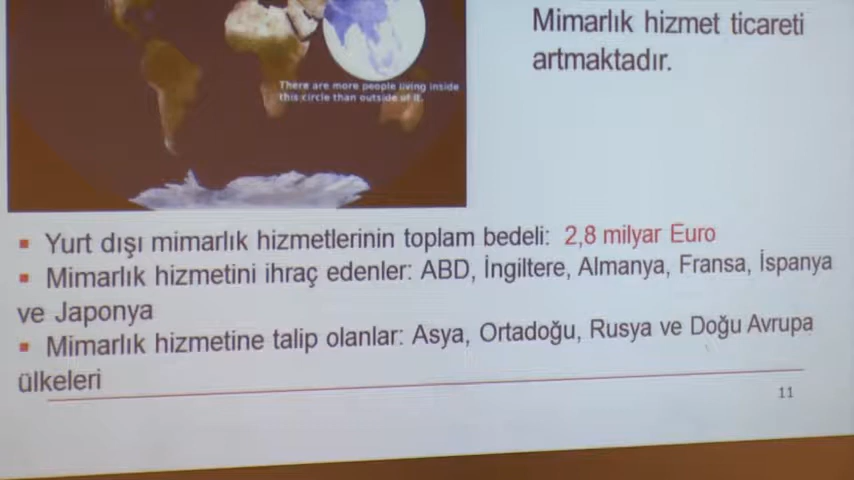 Mimarlık hizmet ticareti
artmaktadır.
There are more people living inside
this circle than outside of it.
▪ Yurt dışı mimarlık hizmetlerinin toplam bedeli: 2,8 milyar Euro
▪ Mimarlık hizmetini ihraç edenler: ABD, İngiltere, Almanya, Fransa, İspanya
ve Japonya
▪ Mimarlık hizmetine talip olanlar: Asya, Ortadoğu, Rusya ve Doğu Avrupa
ülkeleri
11